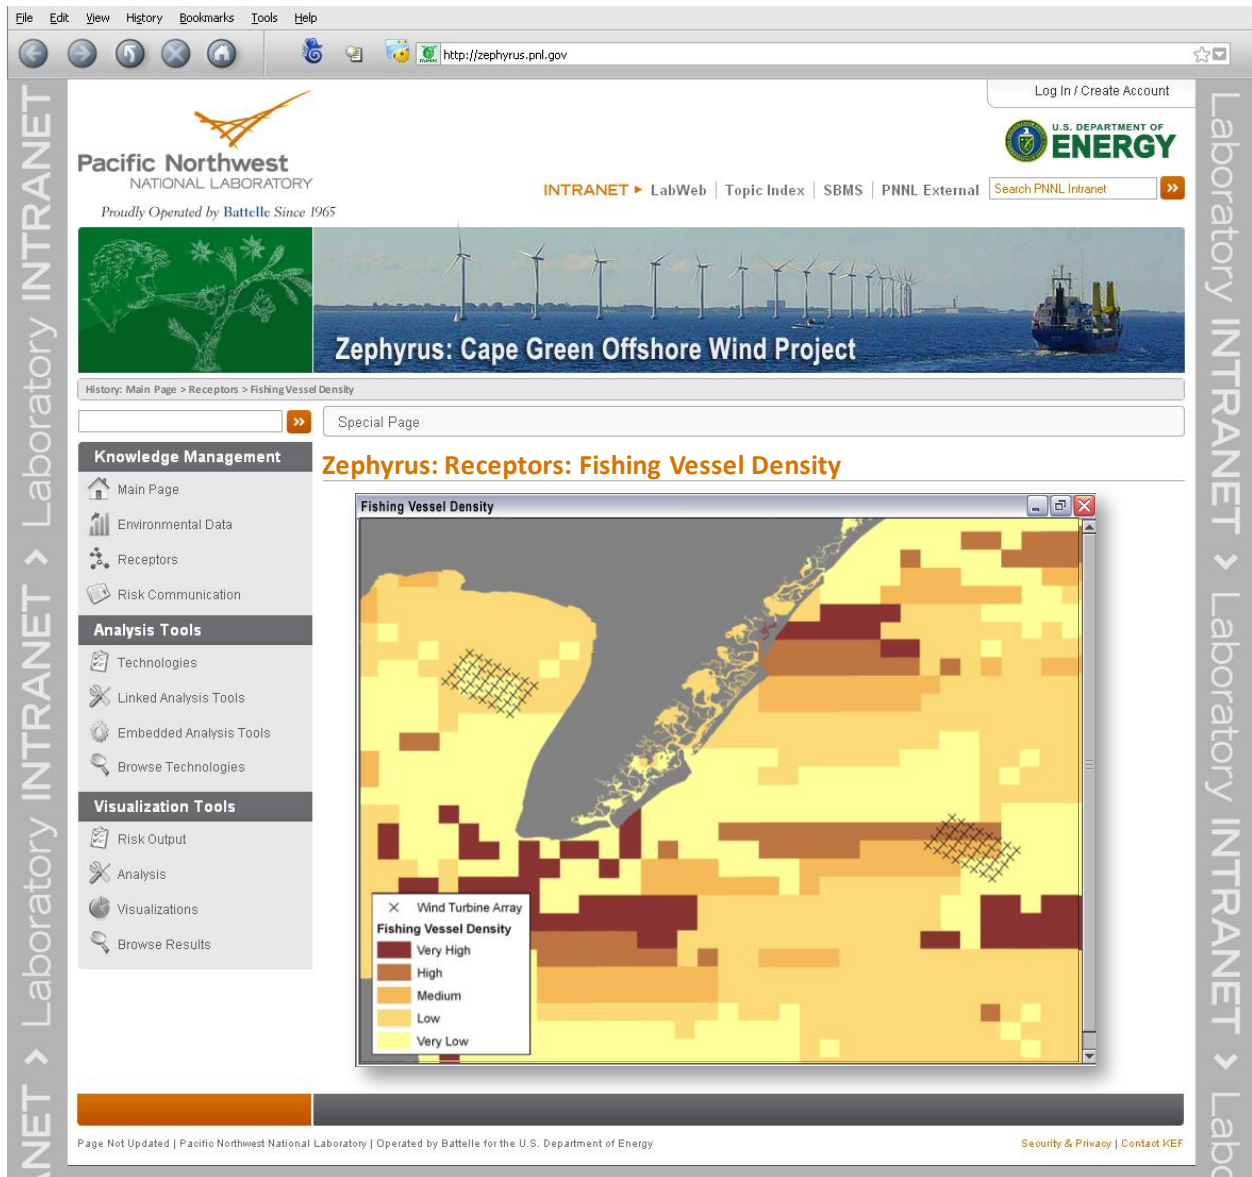 File Edit View History Bookmarks Tools Help
http://zephyrus.pnl.gov
Log In / Create Account
Pacific Northwest
NATIONAL LABORATORY
Proudly Operated by Battelle Since 1965
U.S. DEPARTMENT OF
ENERGY
INTRANET ► LabWeb | Topic Index | SBMS | PNNL External
Search PNNL Intranet
Zephyrus: Cape Green Offshore Wind Project
History: Main Page > Receptors > Fishing Vessel Density
Special Page
Knowledge Management
Main Page
Environmental Data
Receptors
Risk Communication
Analysis Tools
Technologies
Linked Analysis Tools
Embedded Analysis Tools
Browse Technologies
Visualization Tools
Risk Output
Analysis
Visualizations
Browse Results
Zephyrus: Receptors: Fishing Vessel Density
Fishing Vessel Density
Wind Turbine Array
Fishing Vessel Density
Very High
High
Medium
Low
Very Low
Page Not Updated | Pacific Northwest National Laboratory | Operated by Battelle for the U.S. Department of Energy
Security & Privacy | Contact KEF
ANET > Laboratory INTRANET > Laboratory INTRANET
Laboratory INTRANET > Laboratory INTRANET > Labo